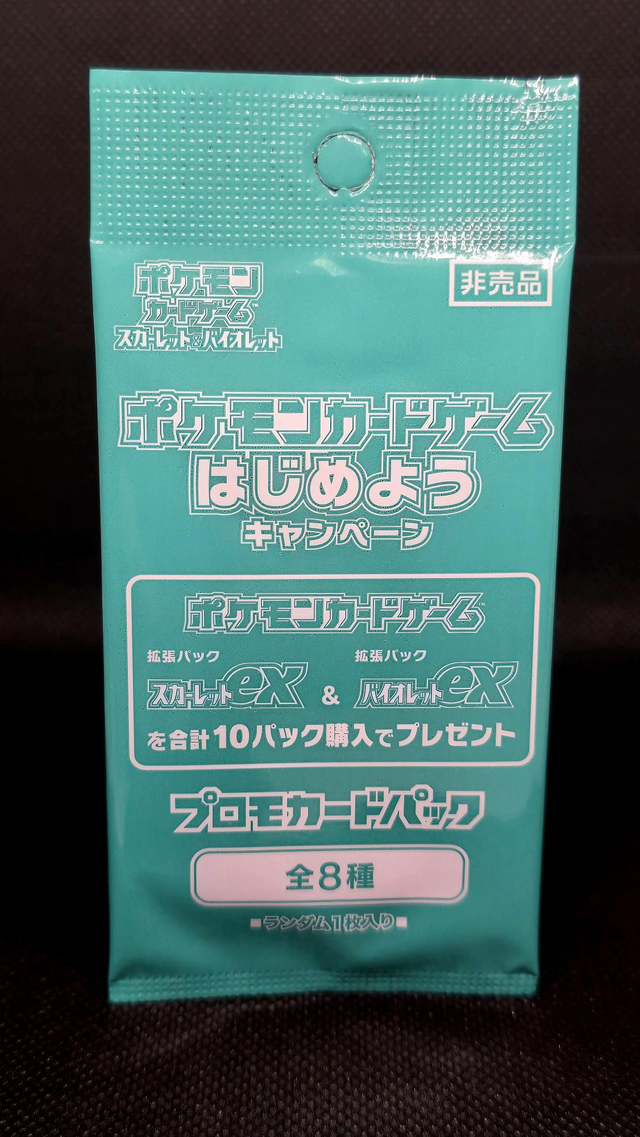 ポケモン
カードゲーム™
スカーレット&バイオレット
非売品
ポケモンカードゲーム
はじめよう
キャンペーン
ポケモンカードゲーム™
拡張パック
スカーレットex
&
拡張パック
バイオレットex
を合計10パック購入でプレゼント
プロモカードパック
全8種
■ランダム1枚入り■